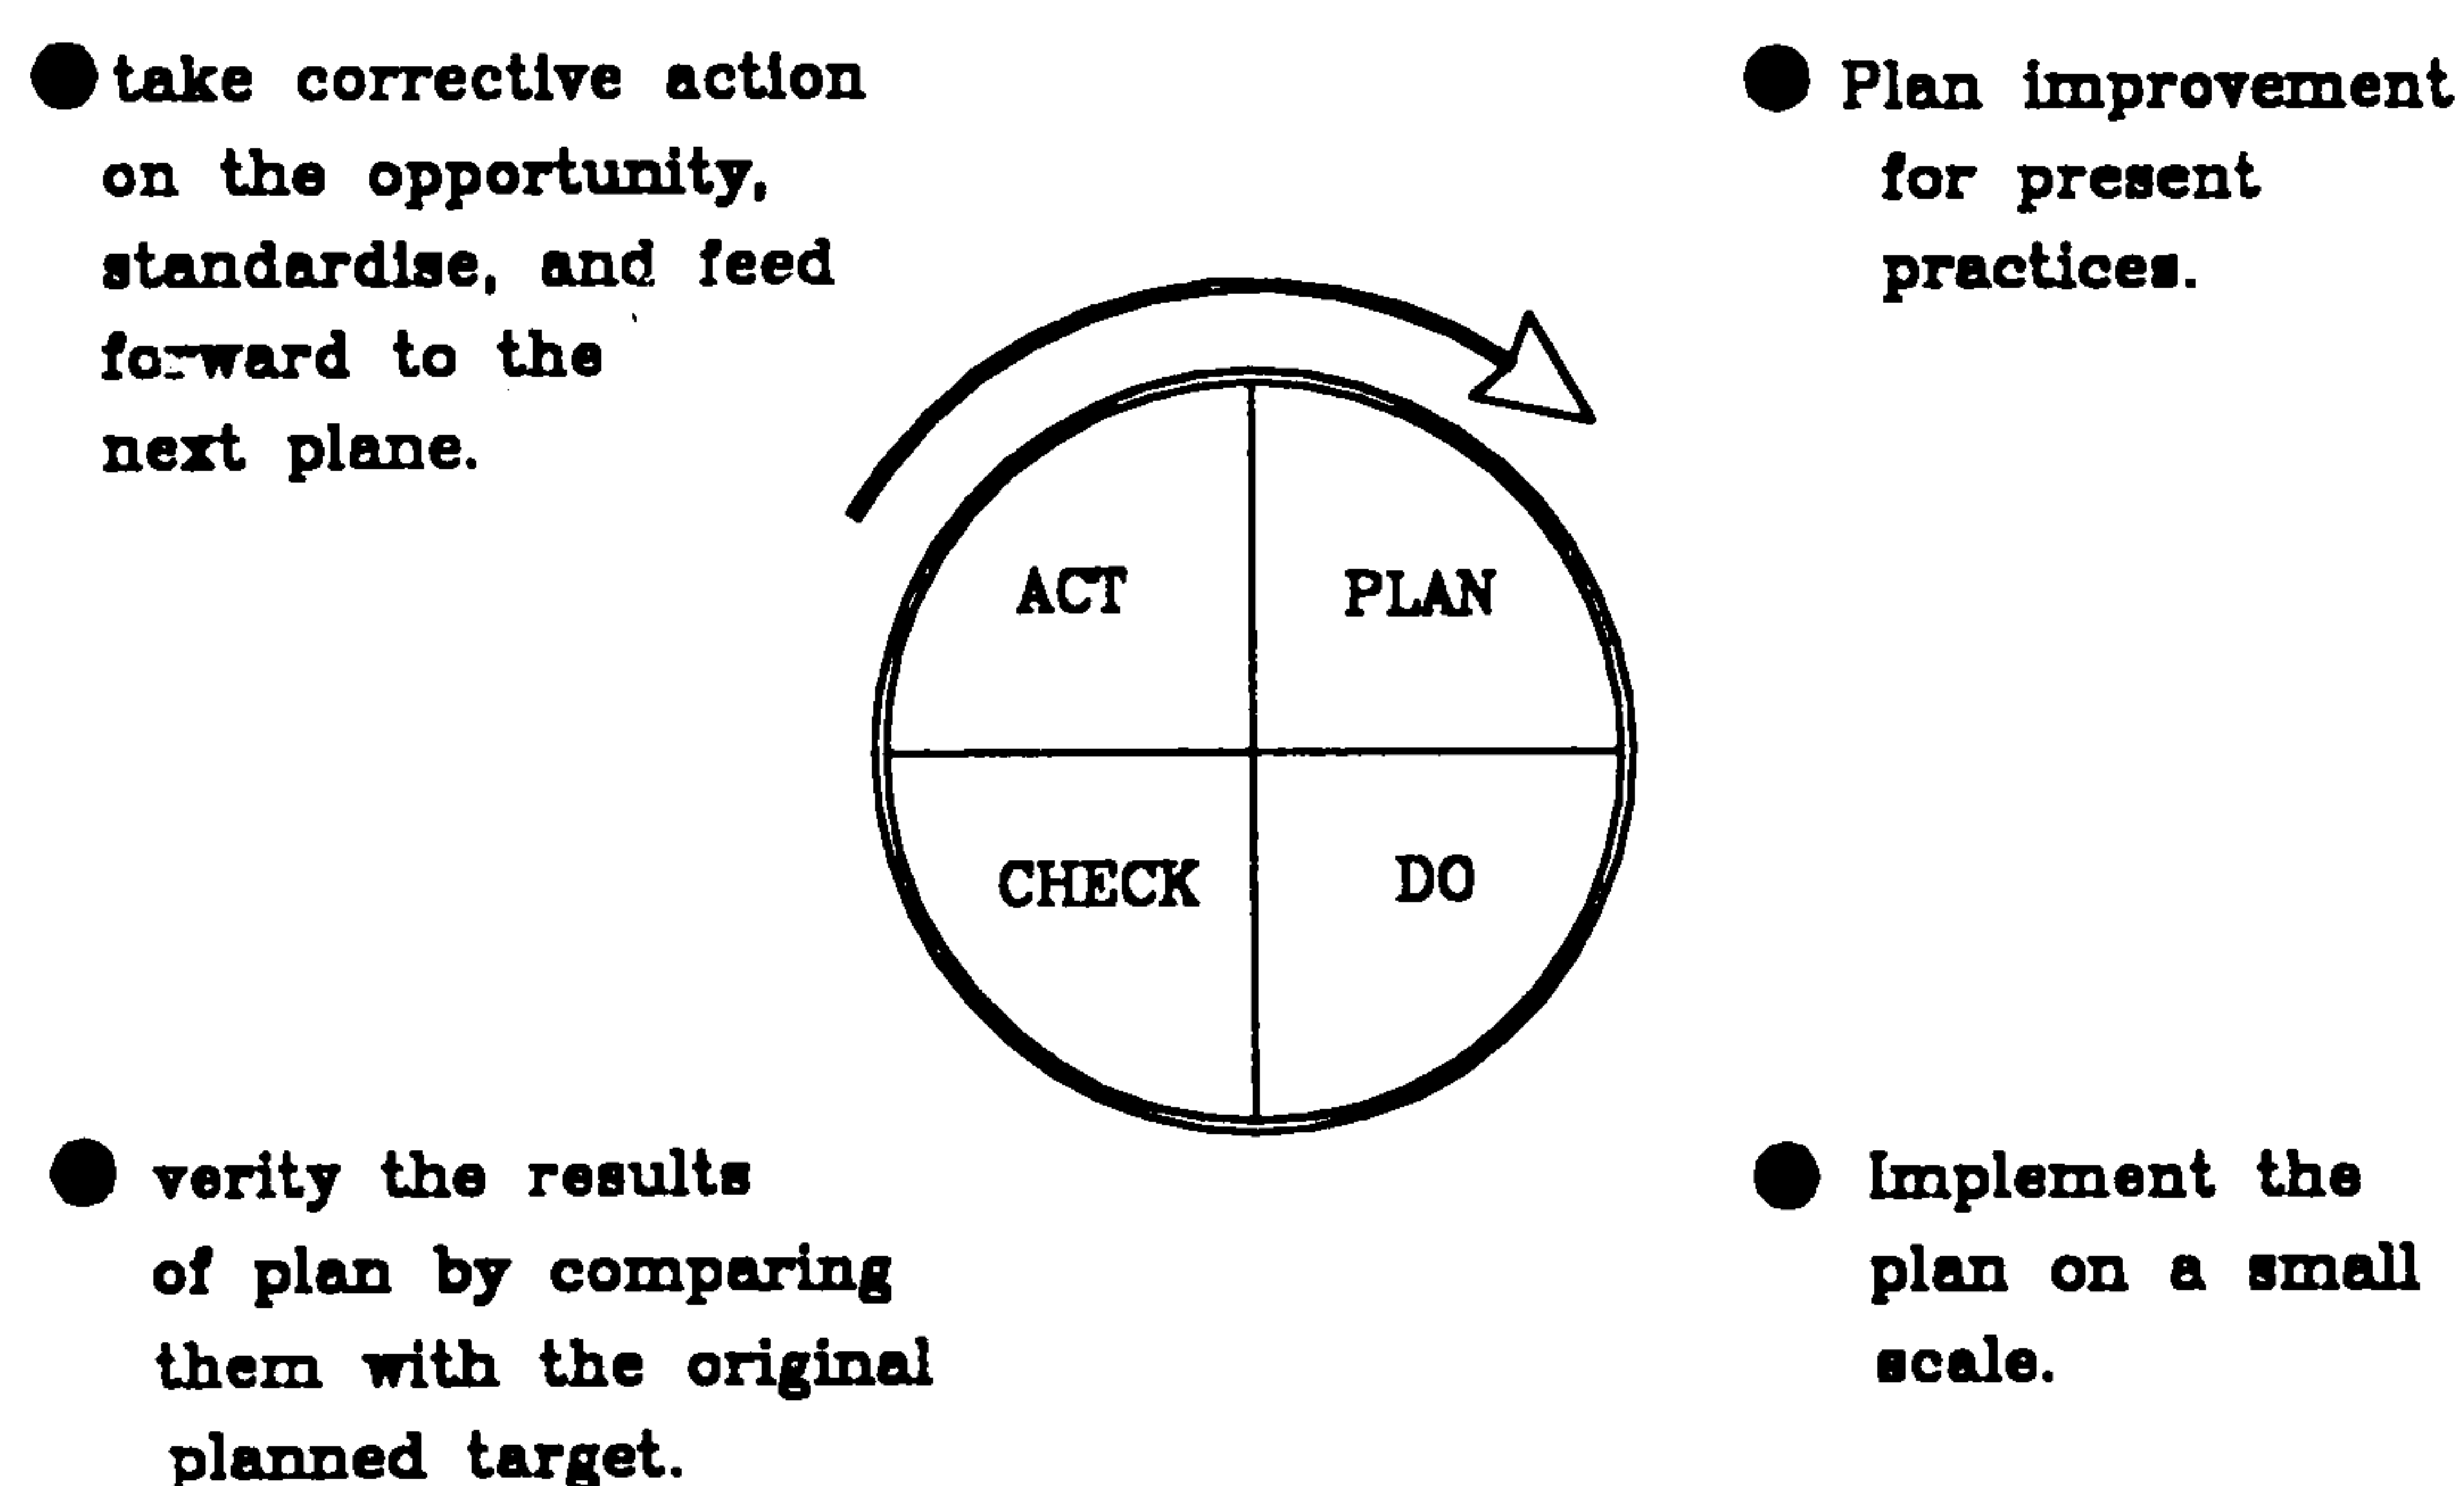 take corrective action
on the opportunity,
standardise, and feed
forward to the
next plane.
Plan improvement
for present
practices.
ACT
PLAN
CHECK
DO
verity the results
of plan by comparing
them with the original
planned target.
Implement the
plan on a small
scale.